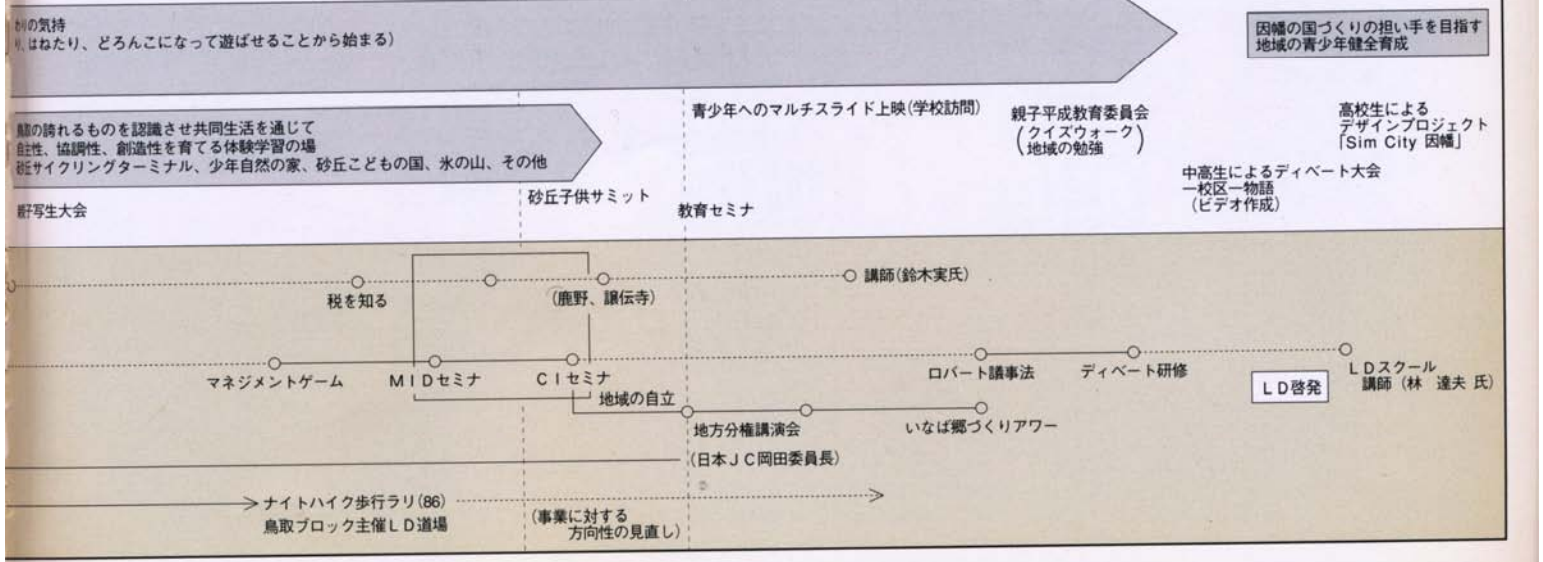 の気持
はねたり、どろんこになって遊ばせることから始まる）
因幡の国づくりの担い手を目指す
地域の青少年健全育成
の誇れるものを認識させ共同生活を通じて
性、協調性、創造性を育てる体験学習の場
サイクリングターミナル、少年自然の家、砂丘こどもの国、氷の山、その他
写生大会
砂丘子供サミット
青少年へのマルチスライド上映（学校訪問）
教育セミナ
親子平成教育委員会
（クイズウォーク
地域の勉強）
中高生によるディベート大会
一校区一物語
（ビデオ作成）
高校生による
デザインプロジェクト
「Sim City 因幡」
税を知る
（鹿野、譲伝寺）
講師（鈴木実氏）
マネジメントゲーム
ＭＩＤセミナ
ＣＩセミナ
ロバート議事法
ディベート研修
ＬＤ啓発
ＬＤスクール
講師（林　達夫 氏）
地域の自立
地方分権講演会
いなば郷づくりアワー
（日本ＪＣ岡田委員長）
ナイトハイク歩行ラリ（86）
鳥取ブロック主催ＬＤ道場
（事業に対する
方向性の見直し）